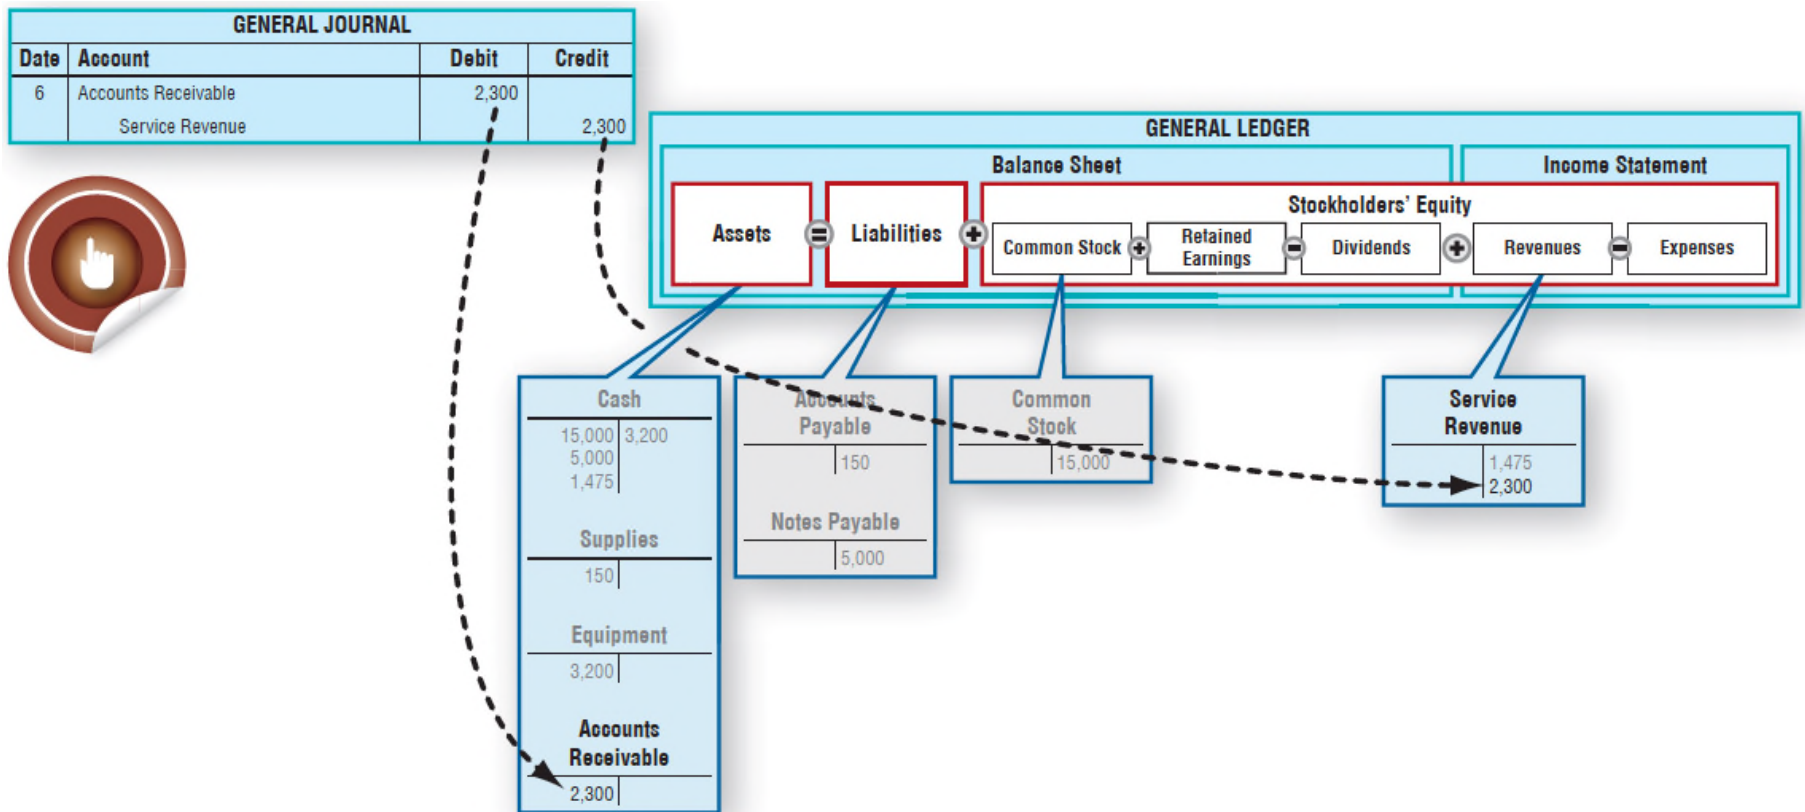 GENERAL JOURNAL
Date Account Debit Credit
6 Accounts Receivable 2,300
Service Revenue 2,300
GENERAL LEDGER
Balance Sheet
Income Statement
Stockholders' Equity
Assets = Liabilities +
Common Stock + Retained Earnings – Dividends + Revenues – Expenses
Cash
15,000 3,200
5,000
1,475
Supplies
150
Equipment
3,200
Accounts
Receivable
2,300
Accounts
Payable
150
Notes Payable
5,000
Common
Stock
15,000
Service
Revenue
1,475
2,300